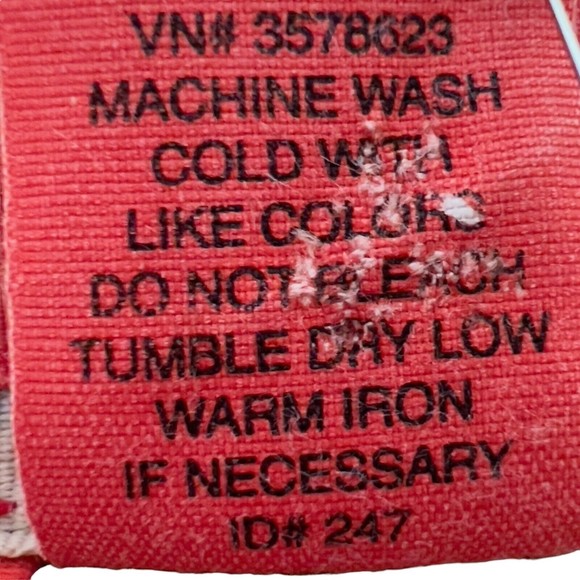 VN# 3578623
MACHINE WASH
COLD WITH
LIKE COLORS
DO NOT BLEACH
TUMBLE DRY LOW
WARM IRON
IF NECESSARY
ID# 247